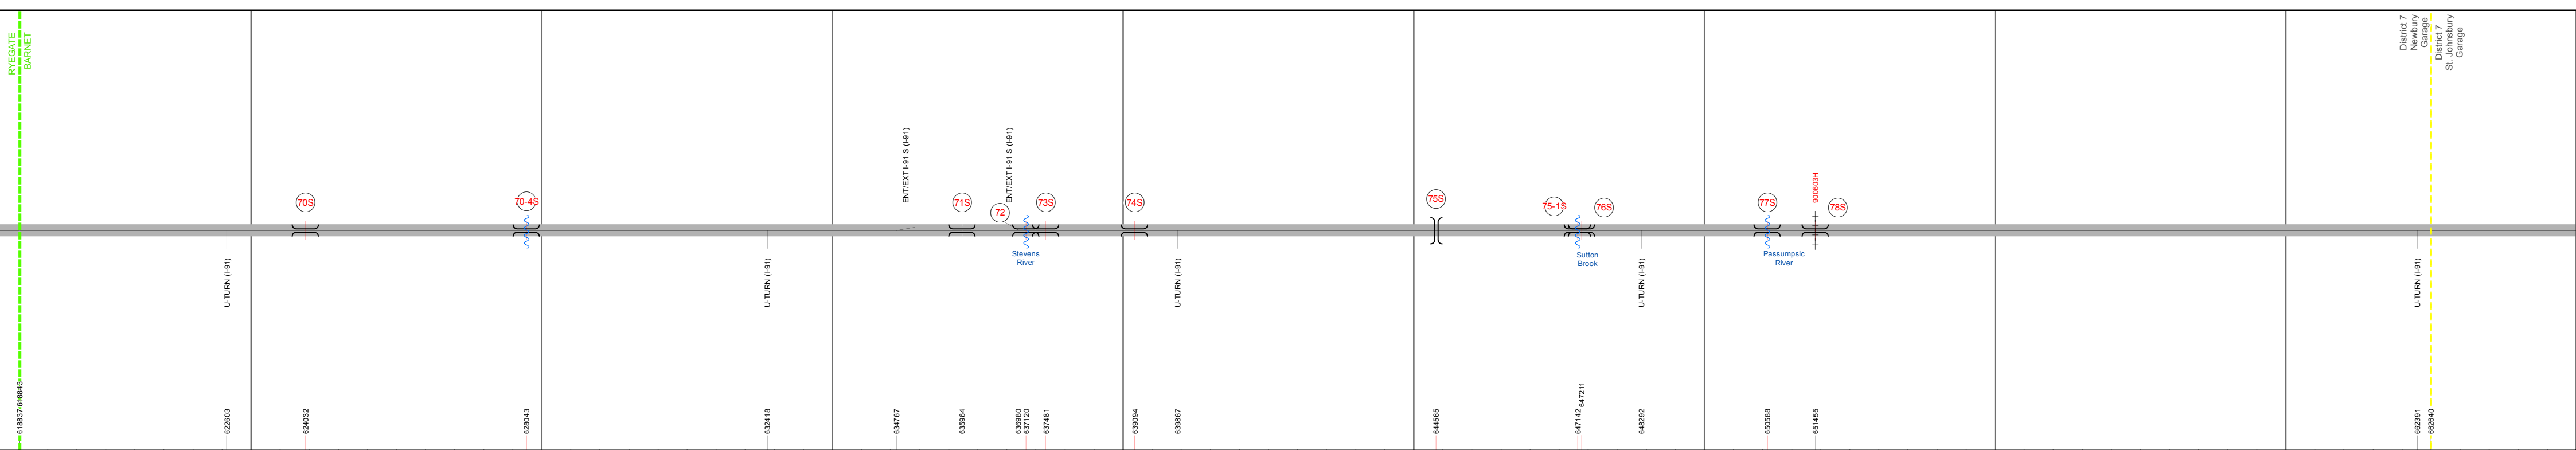 RYEGATE
BARNET
District 7
Newbury
Garage
District 7
St. Johnsbury
Garage
ENT/EXT I-91 S (I-91)
ENT/EXT I-91 S (I-91)
900603H
70S
70-4S
71S
72
73S
74S
75S
75-1S
76S
77S
78S
Stevens
River
Sutton
Brook
Passumpsic
River
U-TURN (I-91)
U-TURN (I-91)
U-TURN (I-91)
U-TURN (I-91)
U-TURN (I-91)
618837-618843
622603
624032
628043
632418
634767
635964
636980
637120
637481
639094
639867
644565
647142
647211
648292
650588
651455
662391
662640